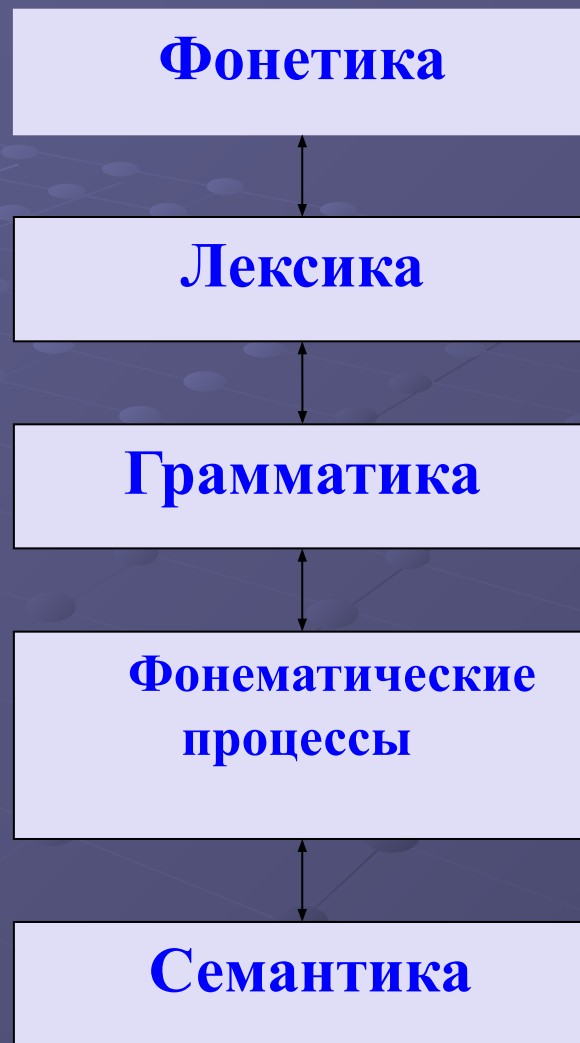 Фонетика
Лексика
Грамматика
Фонематические
процессы
Семантика